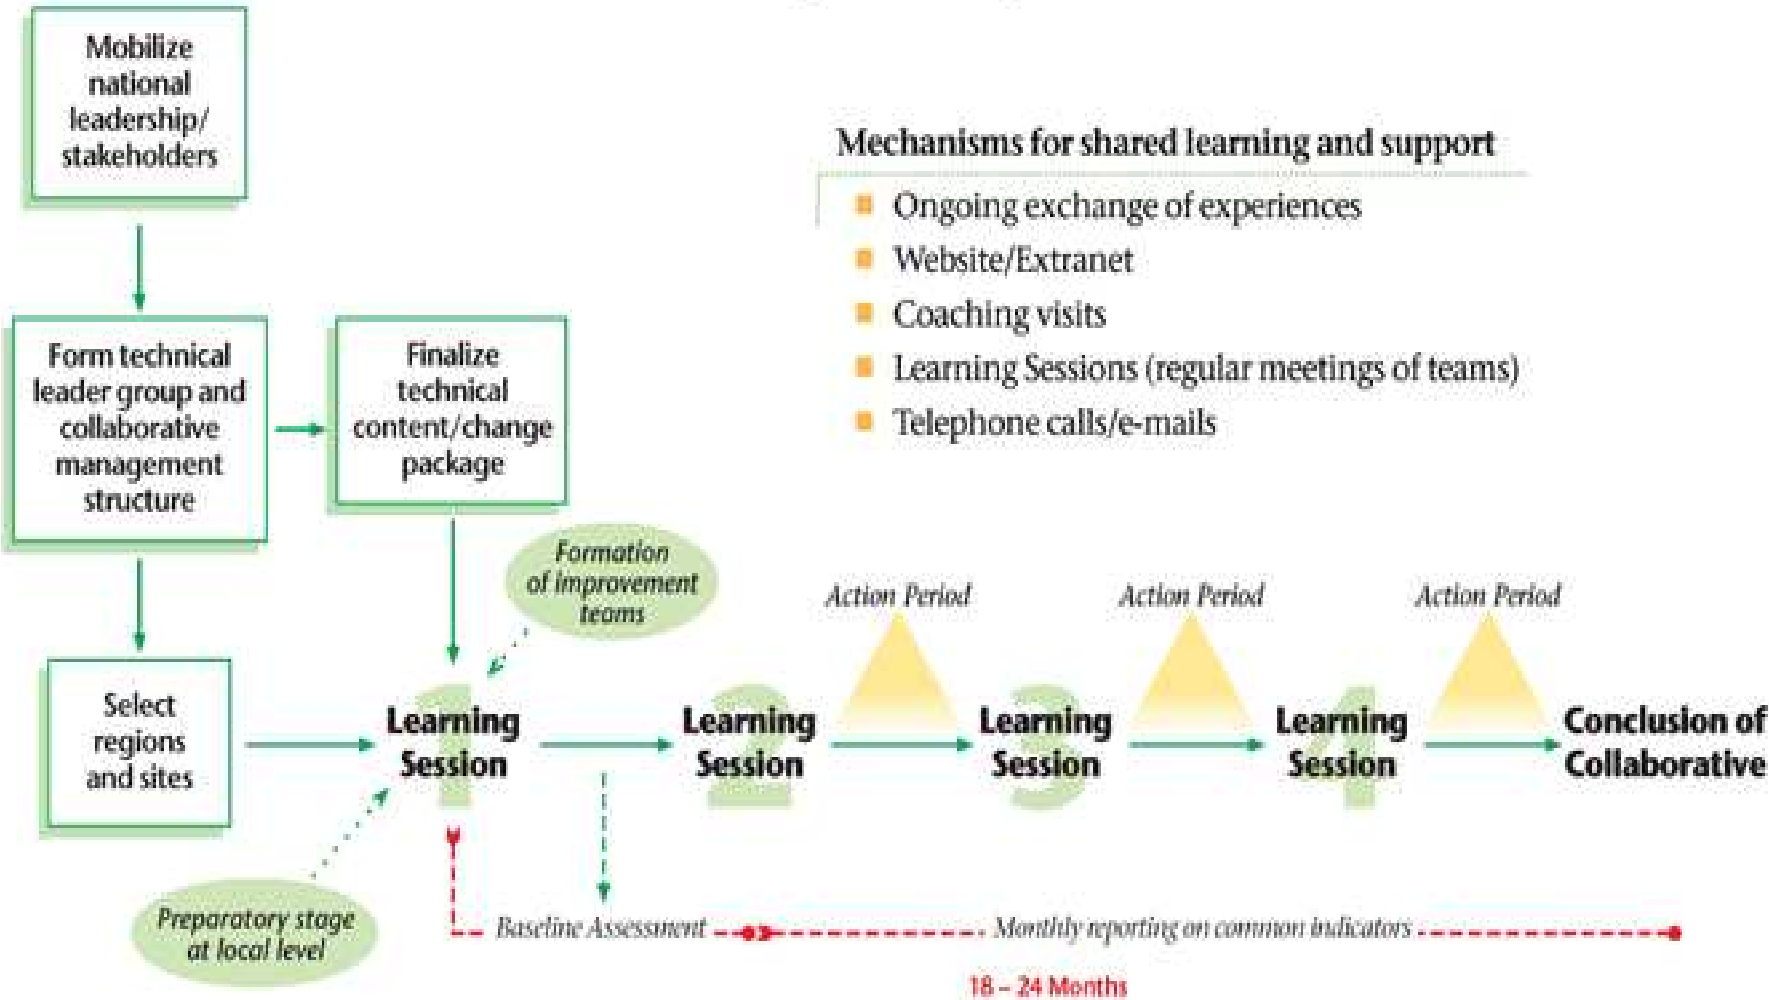 Mobilize
national
leadership/
stakeholders
Form technical
leader group and
collaborative
management
structure
Finalize
technical
content/change
package
Select
regions
and sites
Mechanisms for shared learning and support
Ongoing exchange of experiences
Website/Extranet
Coaching visits
Learning Sessions (regular meetings of teams)
Telephone calls/e-mails
Formation
of improvement
teams
Action Period
Action Period
Action Period
1
Learning
Session
2
Learning
Session
3
Learning
Session
4
Learning
Session
Conclusion of
Collaborative
Preparatory stage
at local level
Baseline Assessment
Monthly reporting on common indicators
18 – 24 Months